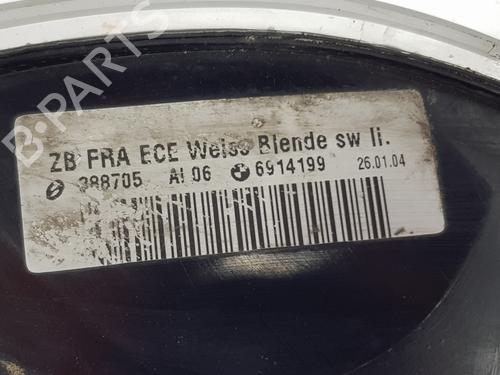 B-PARTS
ZB FRA ECE Weiss Blende sw li.
388705 AI 06 6914199 26.01.04